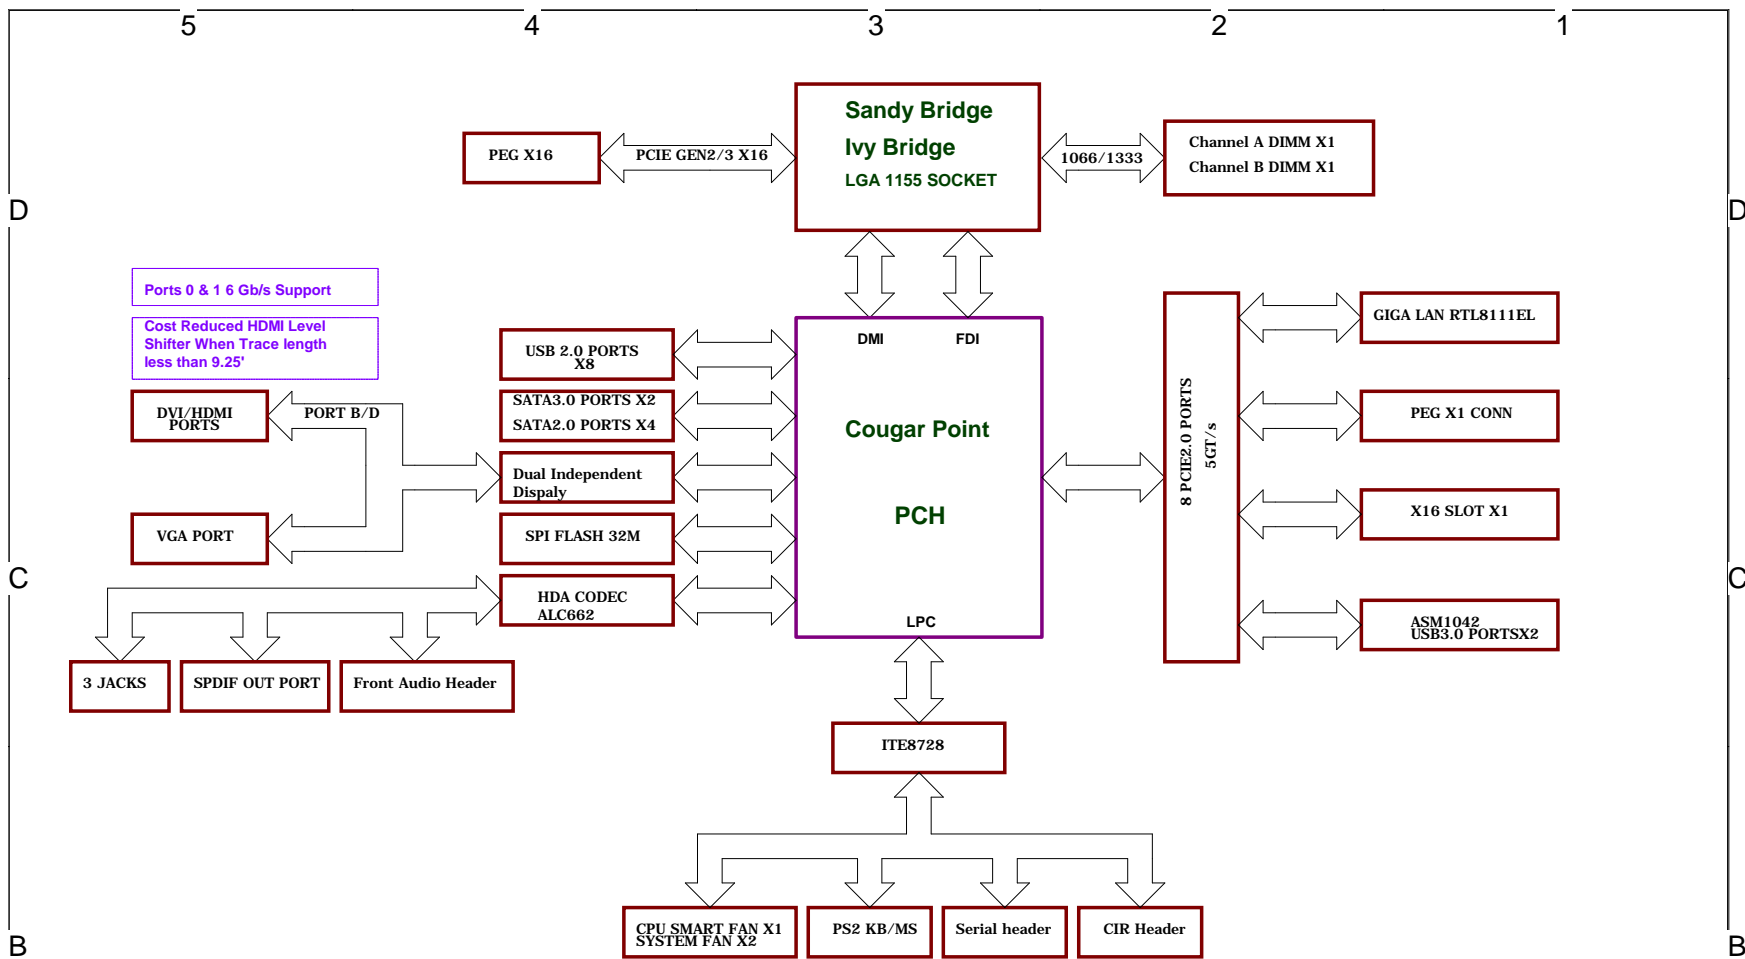 5 4 3 2 1
Sandy Bridge
Ivy Bridge
LGA 1155 SOCKET
PEG X16
PCIE GEN2/3 X16
1066/1333
Channel A DIMM X1
Channel B DIMM X1
D
D
Ports 0 & 1 6 Gb/s Support
Cost Reduced HDMI Level
Shifter When Trace length
less than 9.25'
DMI
FDI
USB 2.0 PORTS
X8
SATA3.0 PORTS X2
SATA2.0 PORTS X4
DVI/HDMI
PORTS
PORT B/D
Dual Independent
Dispaly
VGA PORT
SPI FLASH 32M
HDA CODEC
ALC662
Cougar Point
PCH
LPC
8 PCIE2.0 PORTS
5GT/s
GIGA LAN RTL8111EL
PEG X1 CONN
X16 SLOT X1
ASM1042
USB3.0 PORTSX2
C
C
3 JACKS
SPDIF OUT PORT
Front Audio Header
ITE8728
CPU SMART FAN X1
SYSTEM FAN X2
PS2 KB/MS
Serial header
CIR Header
B
B